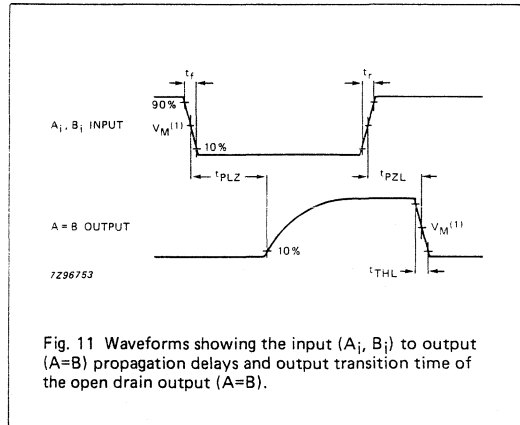 tf
tr
90%
Ai, Bi INPUT
VM(1)
10%
tPLZ
tPZL
A = B OUTPUT
VM(1)
10%
7Z96753
tTHL
Fig. 11 Waveforms showing the input (Ai, Bi) to output
(A=B) propagation delays and output transition time of
the open drain output (A=B).